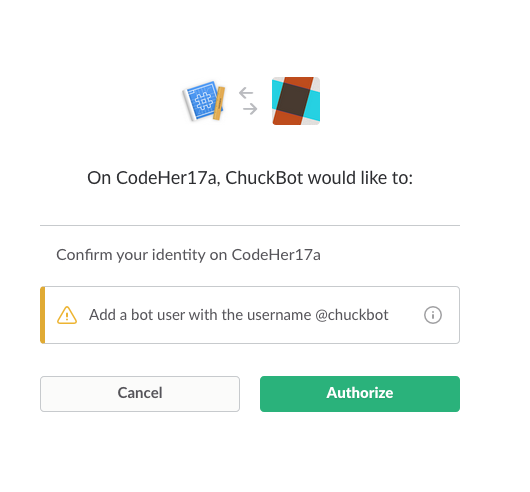 On CodeHer17a, ChuckBot would like to:
Confirm your identity on CodeHer17a
Add a bot user with the username @chuckbot
Cancel
Authorize